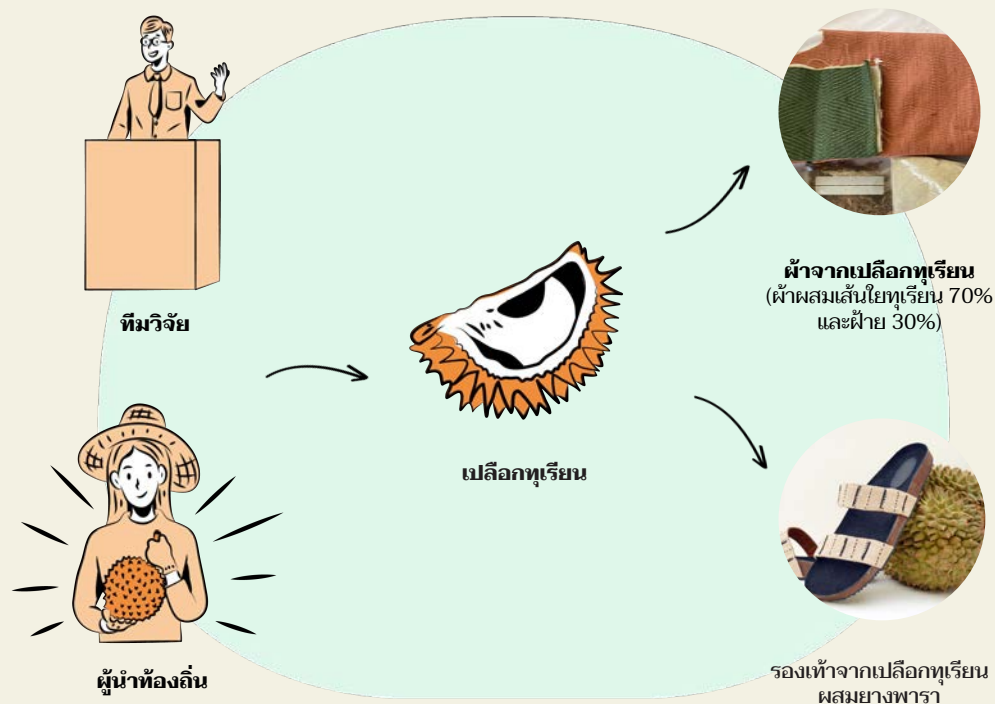 ทีมวิจัย
ผู้นำท้องถิ่น
เปลือกทุเรียน
ผ้าจากเปลือกทุเรียน
(ผ้าผสมเส้นใยทุเรียน 70%
และฝ้าย 30%)
รองเท้าจากเปลือกทุเรียน
ผสมยางพารา